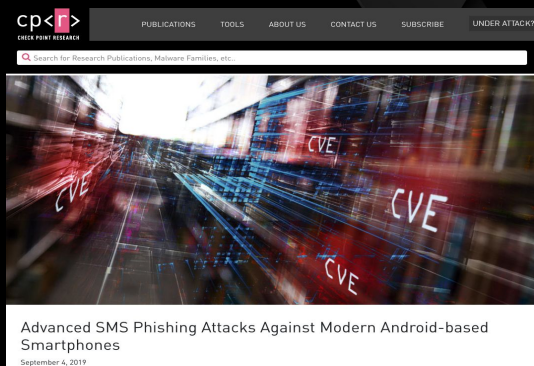 cp<r>
CHECK POINT RESEARCH
PUBLICATIONS
TOOLS
ABOUT US
CONTACT US
SUBSCRIBE
UNDER ATTACK?
Search for Research Publications, Malware Families, etc..
CVE
CVE
CVE
CVE
Advanced SMS Phishing Attacks Against Modern Android-based
Smartphones
September 4, 2019